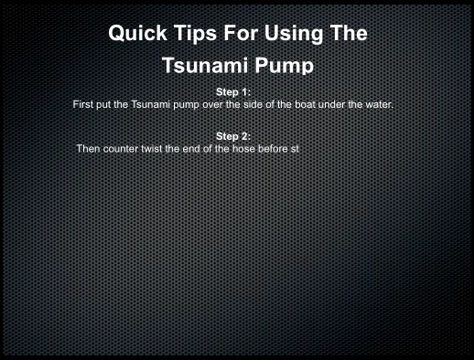 Quick Tips For Using The
Tsunami Pump
Step 1:
First put the Tsunami pump over the side of the boat under the water.
Step 2:
Then counter twist the end of the hose before st